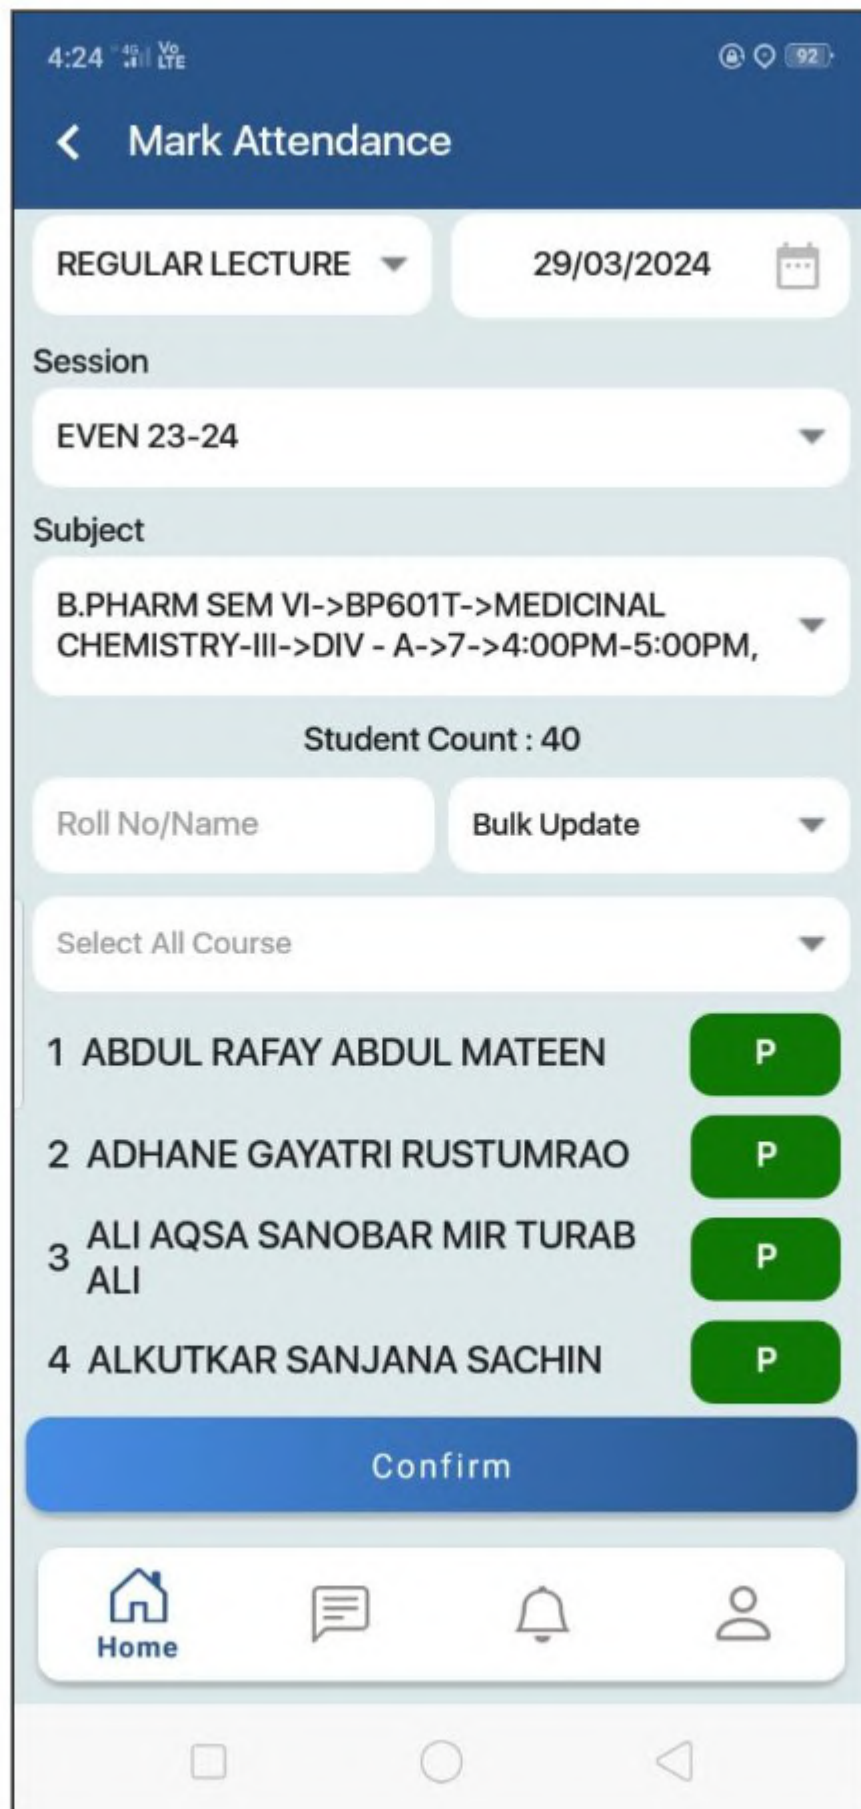 4:24 4G Vo LTE 92
Mark Attendance
REGULAR LECTURE 29/03/2024
Session
EVEN 23-24
Subject
B.PHARM SEM VI->BP601T->MEDICINAL
CHEMISTRY-III->DIV - A->7->4:00PM-5:00PM,
Student Count : 40
Roll No/Name Bulk Update
Select All Course
1 ABDUL RAFAY ABDUL MATEEN P
2 ADHANE GAYATRI RUSTUMRAO P
3 ALI AQSA SANOBAR MIR TURAB
ALI P
4 ALKUTKAR SANJANA SACHIN P
Confirm
Home